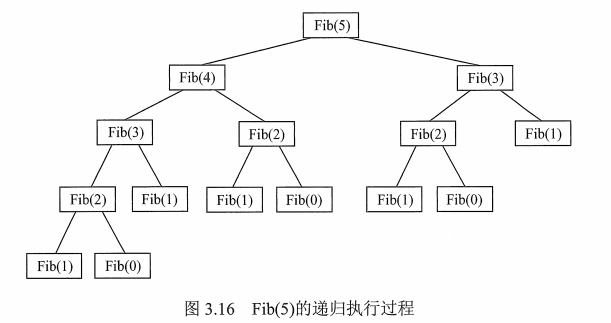 Fib(5)
Fib(4) Fib(3)
Fib(3) Fib(2) Fib(2) Fib(1)
Fib(2) Fib(1) Fib(1) Fib(0) Fib(1) Fib(0)
Fib(1) Fib(0)
图 3.16 Fib(5)的递归执行过程